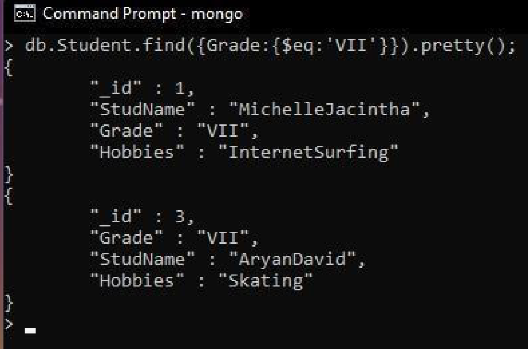 Command Prompt - mongo
> db.Student.find({Grade:{$eq:'VII'}}).pretty();
{
"_id" : 1,
"StudName" : "MichelleJacintha",
"Grade" : "VII",
"Hobbies" : "InternetSurfing"
}
{
"_id" : 3,
"Grade" : "VII",
"StudName" : "AryanDavid",
"Hobbies" : "Skating"
}
>